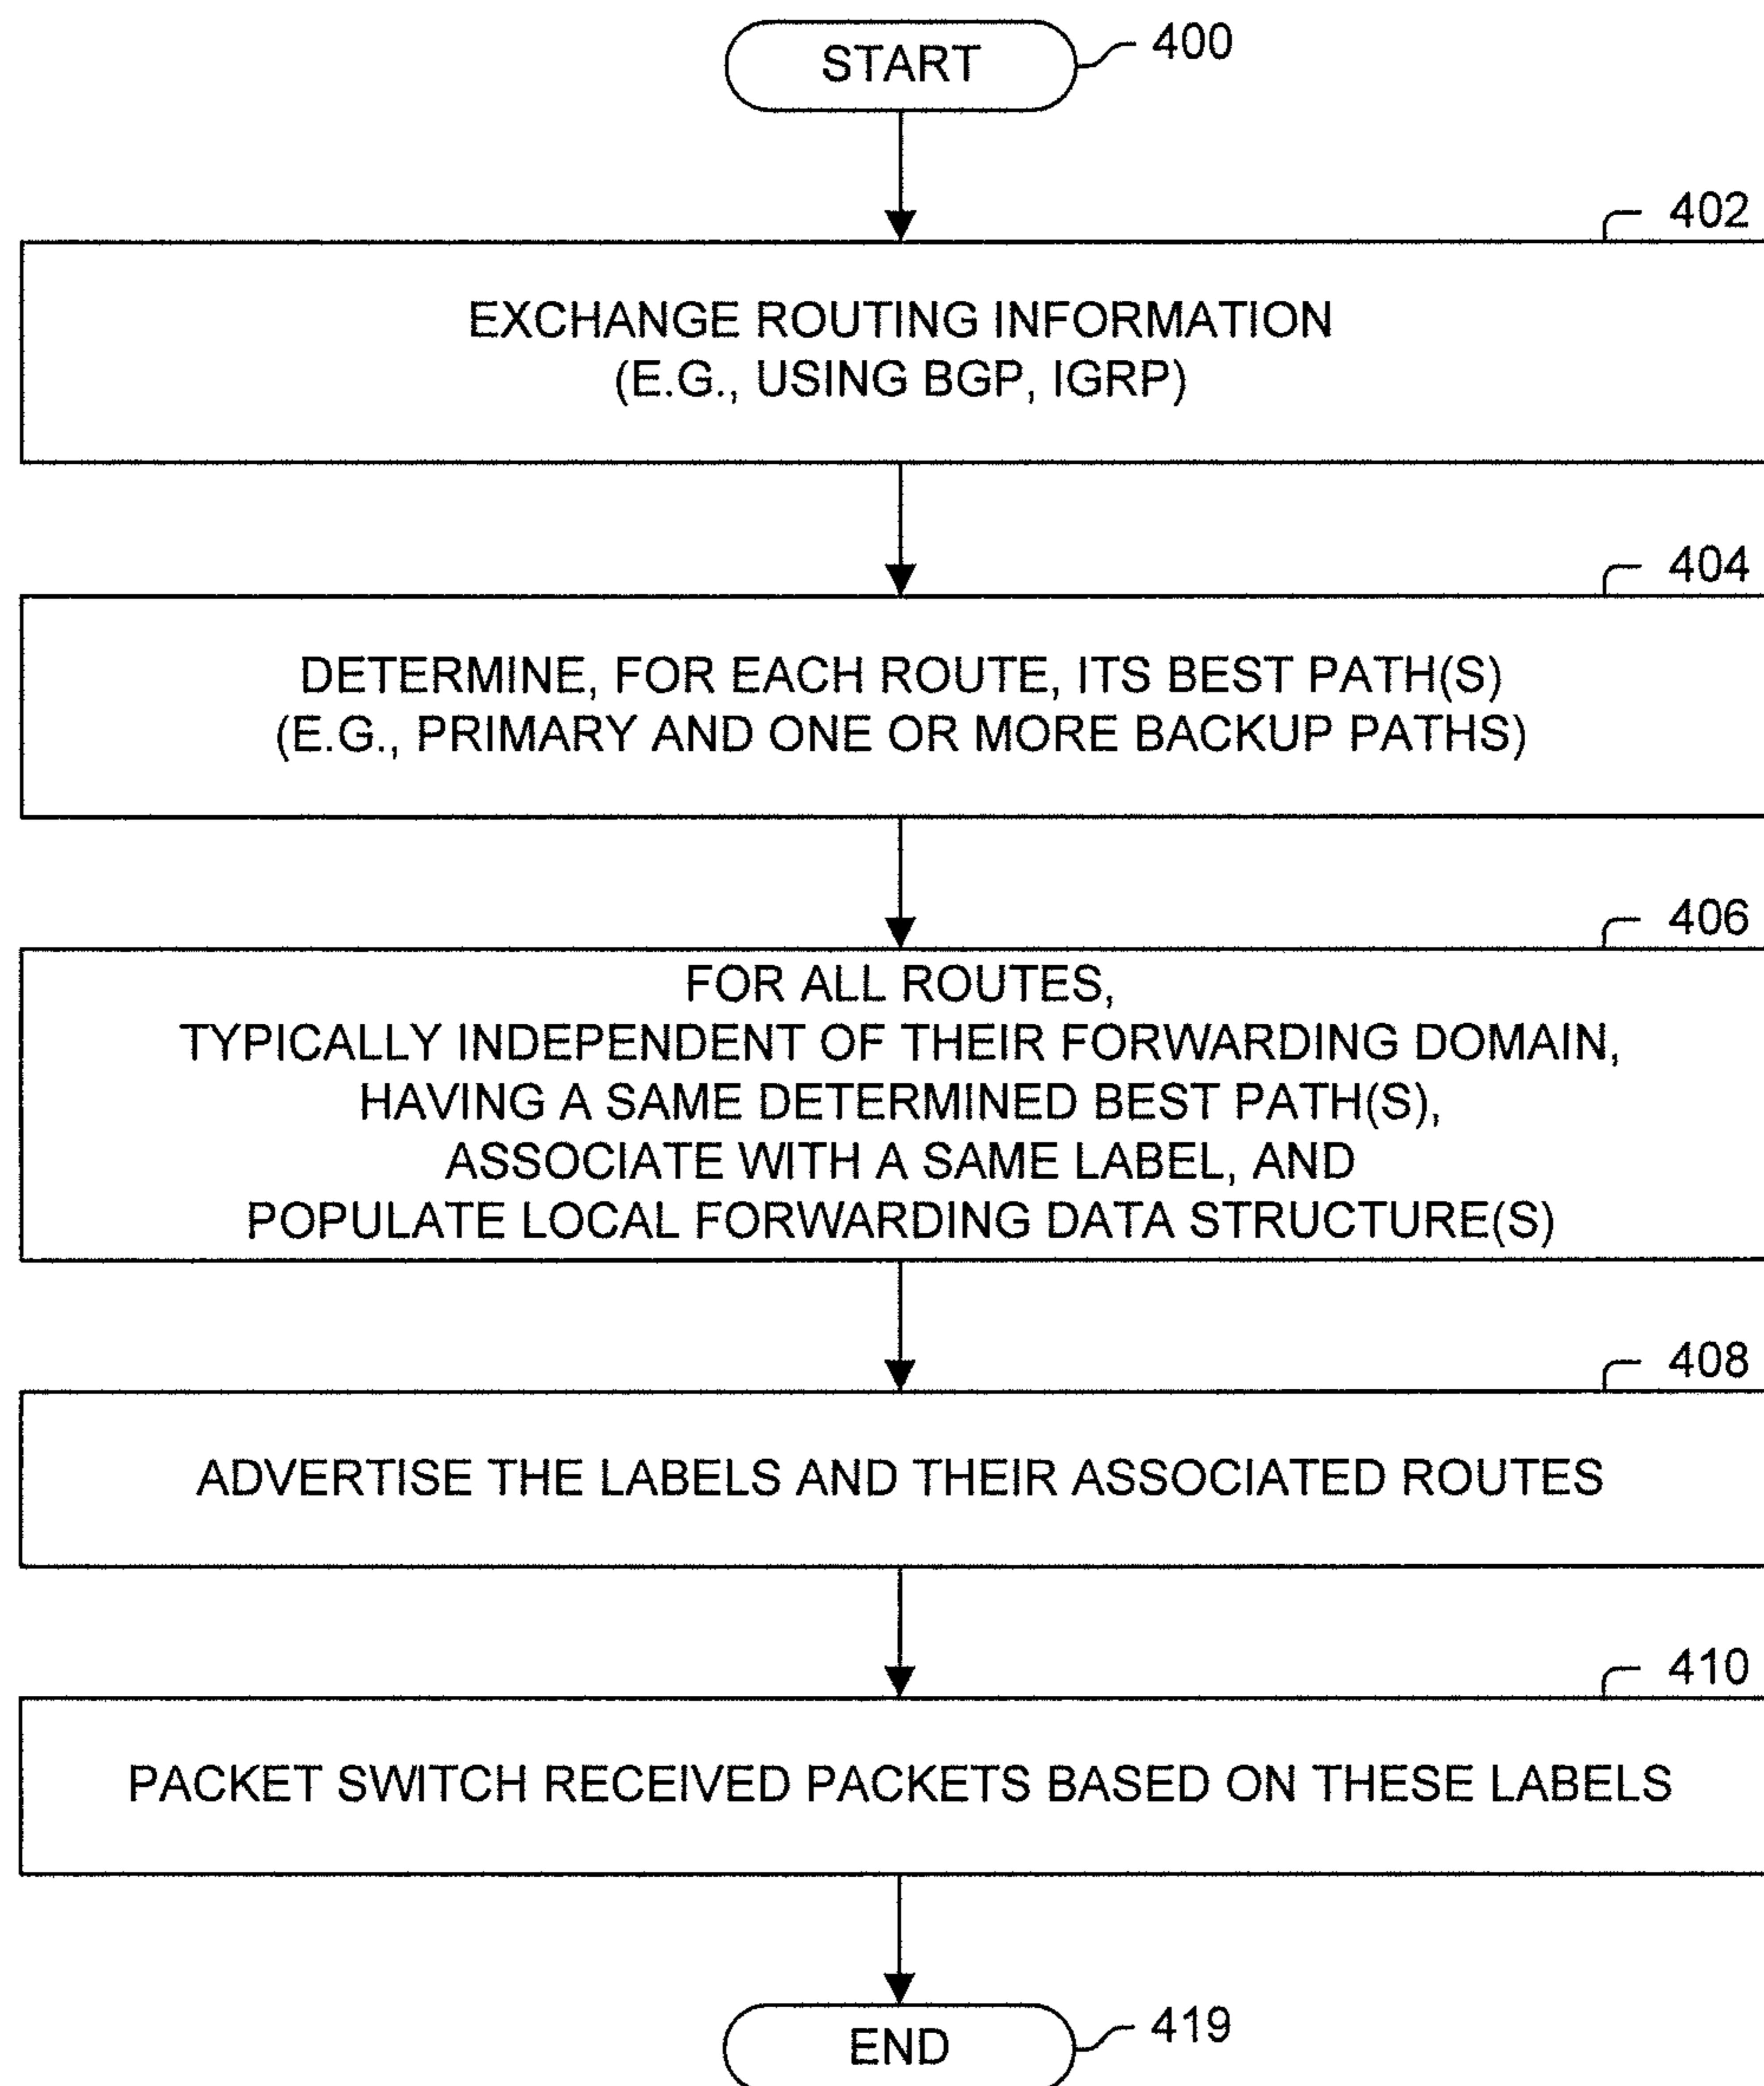 START
400
402
EXCHANGE ROUTING INFORMATION
(E.G., USING BGP, IGRP)
404
DETERMINE, FOR EACH ROUTE, ITS BEST PATH(S)
(E.G., PRIMARY AND ONE OR MORE BACKUP PATHS)
406
FOR ALL ROUTES,
TYPICALLY INDEPENDENT OF THEIR FORWARDING DOMAIN,
HAVING A SAME DETERMINED BEST PATH(S),
ASSOCIATE WITH A SAME LABEL, AND
POPULATE LOCAL FORWARDING DATA STRUCTURE(S)
408
ADVERTISE THE LABELS AND THEIR ASSOCIATED ROUTES
410
PACKET SWITCH RECEIVED PACKETS BASED ON THESE LABELS
END
419